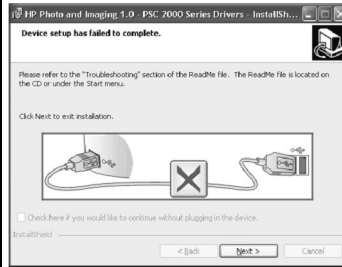 HP Photo and Imaging 1.0 - PSC 2000 Series Drivers - InstallSh...
Device setup has failed to complete.
Please refer to the "Troubleshooting" section of the ReadMe file. The ReadMe file is located on
the CD or under the Start menu.
Click Next to exit installation.
Check here if you would like to continue without plugging in the device.
InstallShield
< Back
Next >
Cancel